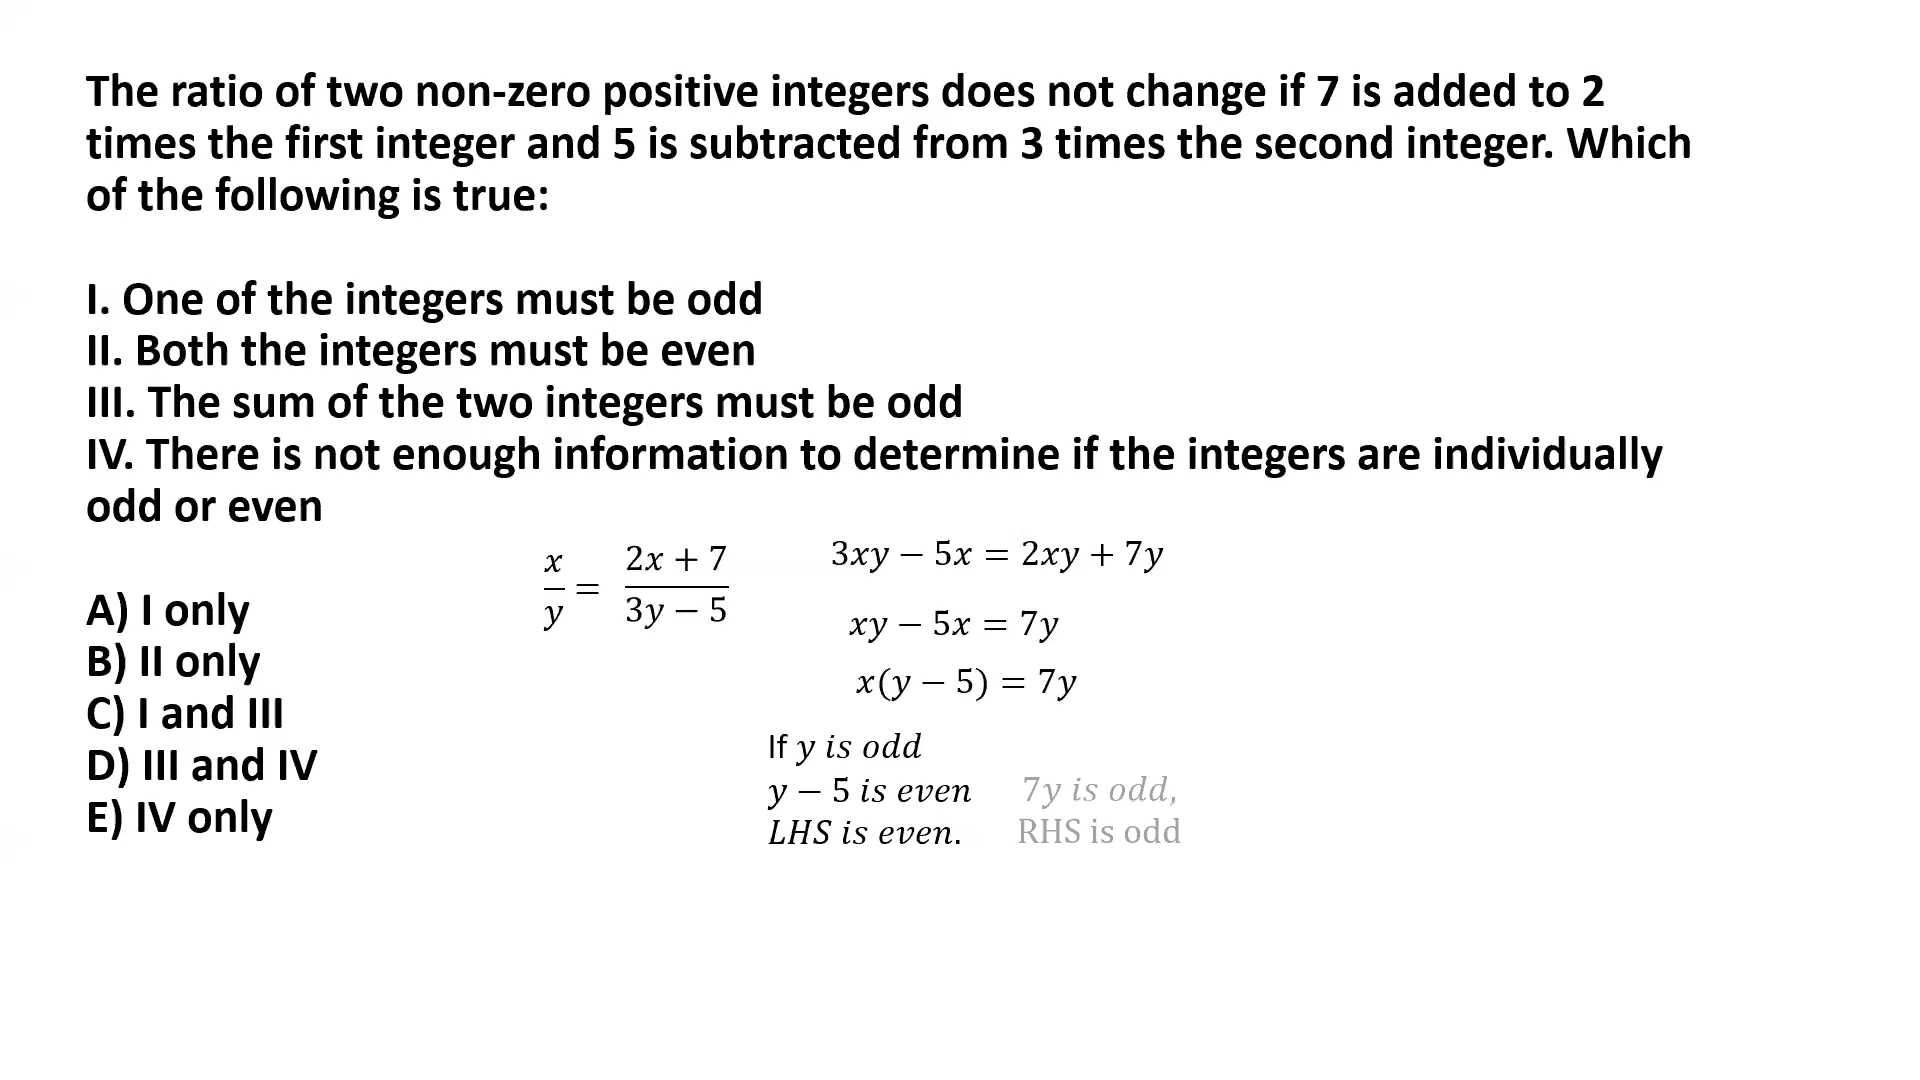 The ratio of two non-zero positive integers does not change if 7 is added to 2
times the first integer and 5 is subtracted from 3 times the second integer. Which
of the following is true:
I. One of the integers must be odd
II. Both the integers must be even
III. The sum of the two integers must be odd
IV. There is not enough information to determine if the integers are individually
odd or even
A) I only
B) II only
C) I and III
D) III and IV
E) IV only
x/y = (2x + 7)/(3y − 5)
3xy − 5x = 2xy + 7y
xy − 5x = 7y
x(y − 5) = 7y
If y is odd
y − 5 is even 7y is odd,
LHS is even. RHS is odd